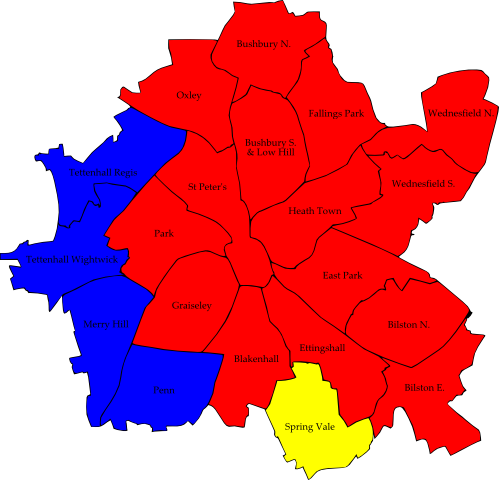 Bushbury N.
Oxley
Fallings Park
Wednesfield N.
Bushbury S.
& Low Hill
Tettenhall Regis
St Peter's
Wednesfield S.
Heath Town
Park
Tettenhall Wightwick
East Park
Graiseley
Merry Hill
Bilston N.
Ettingshall
Blakenhall
Penn
Bilston E.
Spring Vale